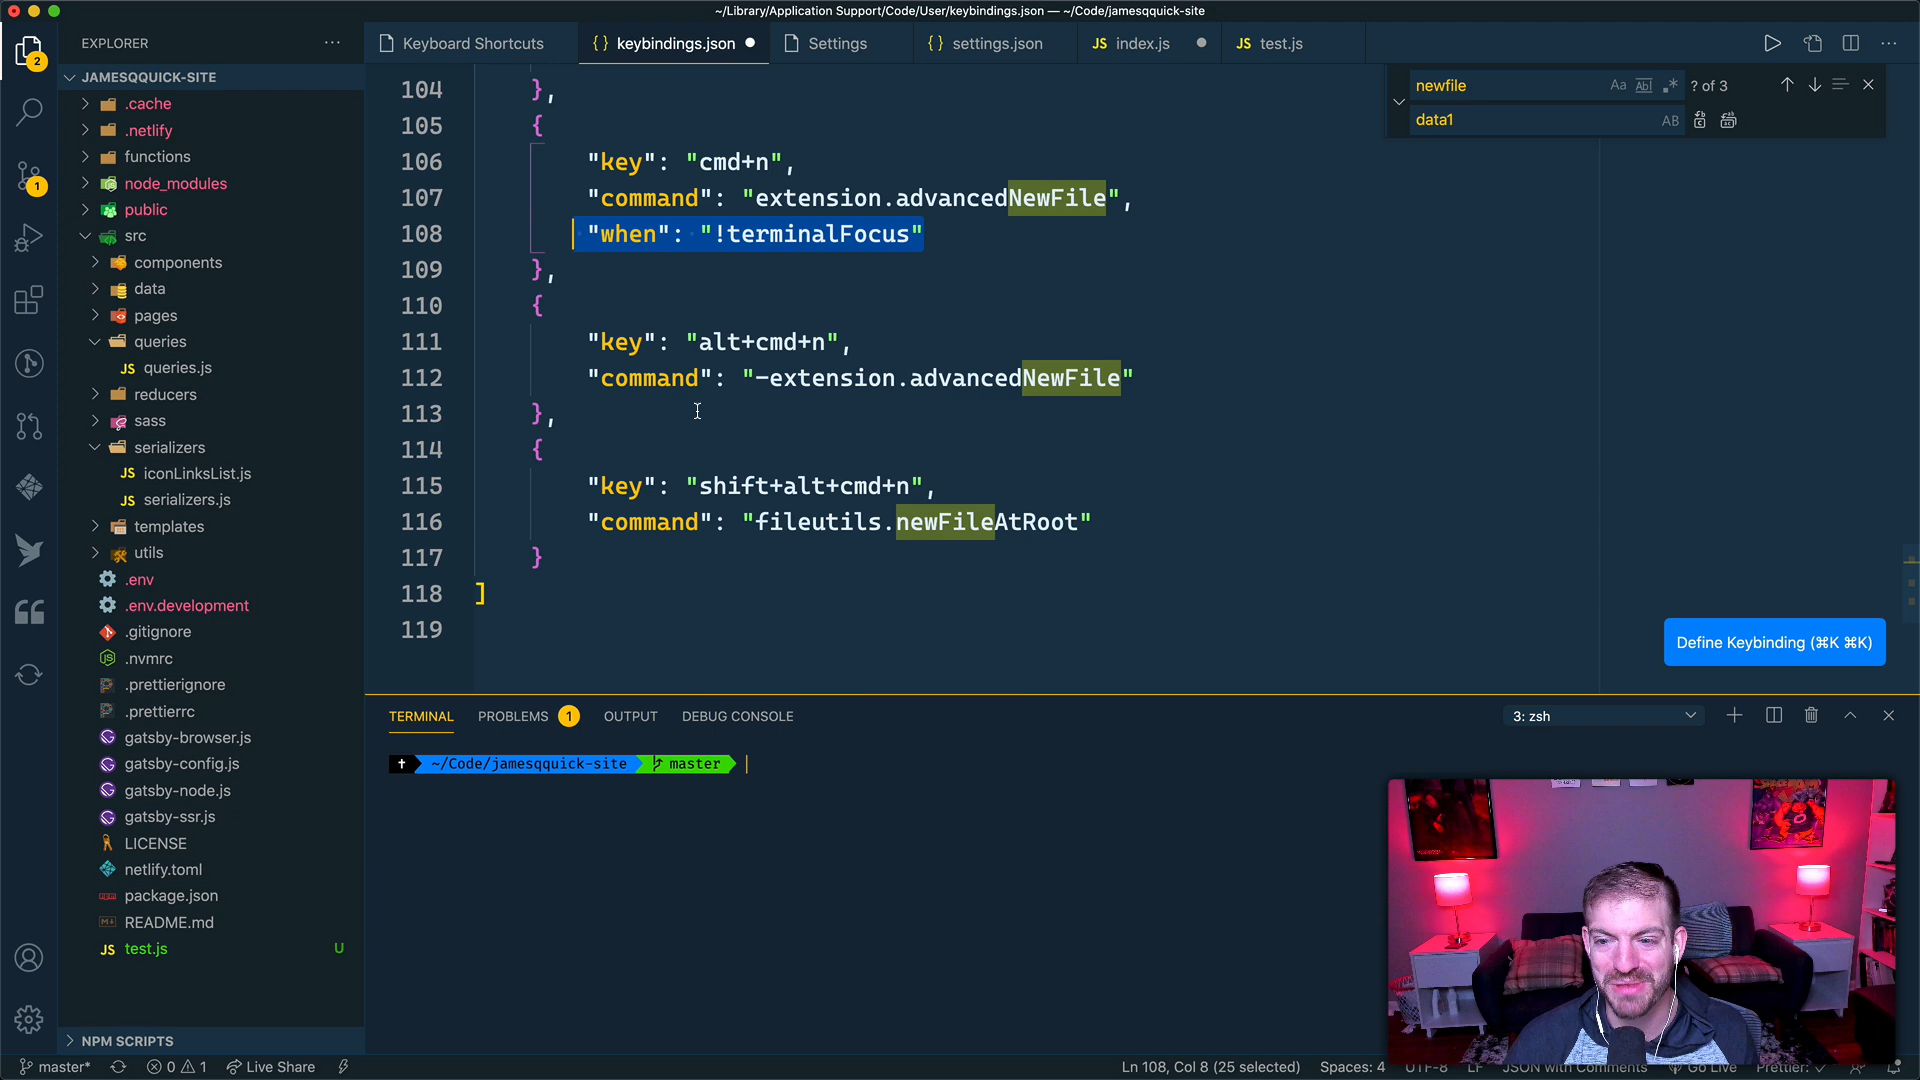 ~/Library/Application Support/Code/User/keybindings.json — ~/Code/jamesqquick-site
EXPLORER
Keyboard Shortcuts
{} keybindings.json
Settings
{} settings.json
JS index.js
JS test.js
2
1
JAMESQQUICK-SITE
.cache
.netlify
functions
node_modules
public
src
components
data
pages
queries
JS queries.js
reducers
sass
serializers
JS iconLinksList.js
JS serializers.js
templates
utils
.env
.env.development
.gitignore
.nvmrc
.prettierignore
.prettierrc
gatsby-browser.js
gatsby-config.js
gatsby-node.js
gatsby-ssr.js
LICENSE
netlify.toml
package.json
README.md
JS test.js U
NPM SCRIPTS
104 },
105 {
106 "key": "cmd+n",
107 "command": "extension.advancedNewFile",
108 "when": "!terminalFocus"
109 },
110 {
111 "key": "alt+cmd+n",
112 "command": "-extension.advancedNewFile"
113 },
114 {
115 "key": "shift+alt+cmd+n",
116 "command": "fileutils.newFileAtRoot"
117 }
118 ]
119
newfile Aa Abl .* ? of 3
data1 AB
Define Keybinding (⌘K ⌘K)
TERMINAL PROBLEMS 1 OUTPUT DEBUG CONSOLE
3: zsh
~/Code/jamesqquick-site master
master* 0 1 Live Share
Ln 108, Col 8 (25 selected) Spaces: 4 UTF-8 LF JSON with Comments Go Live Prettier: ✓